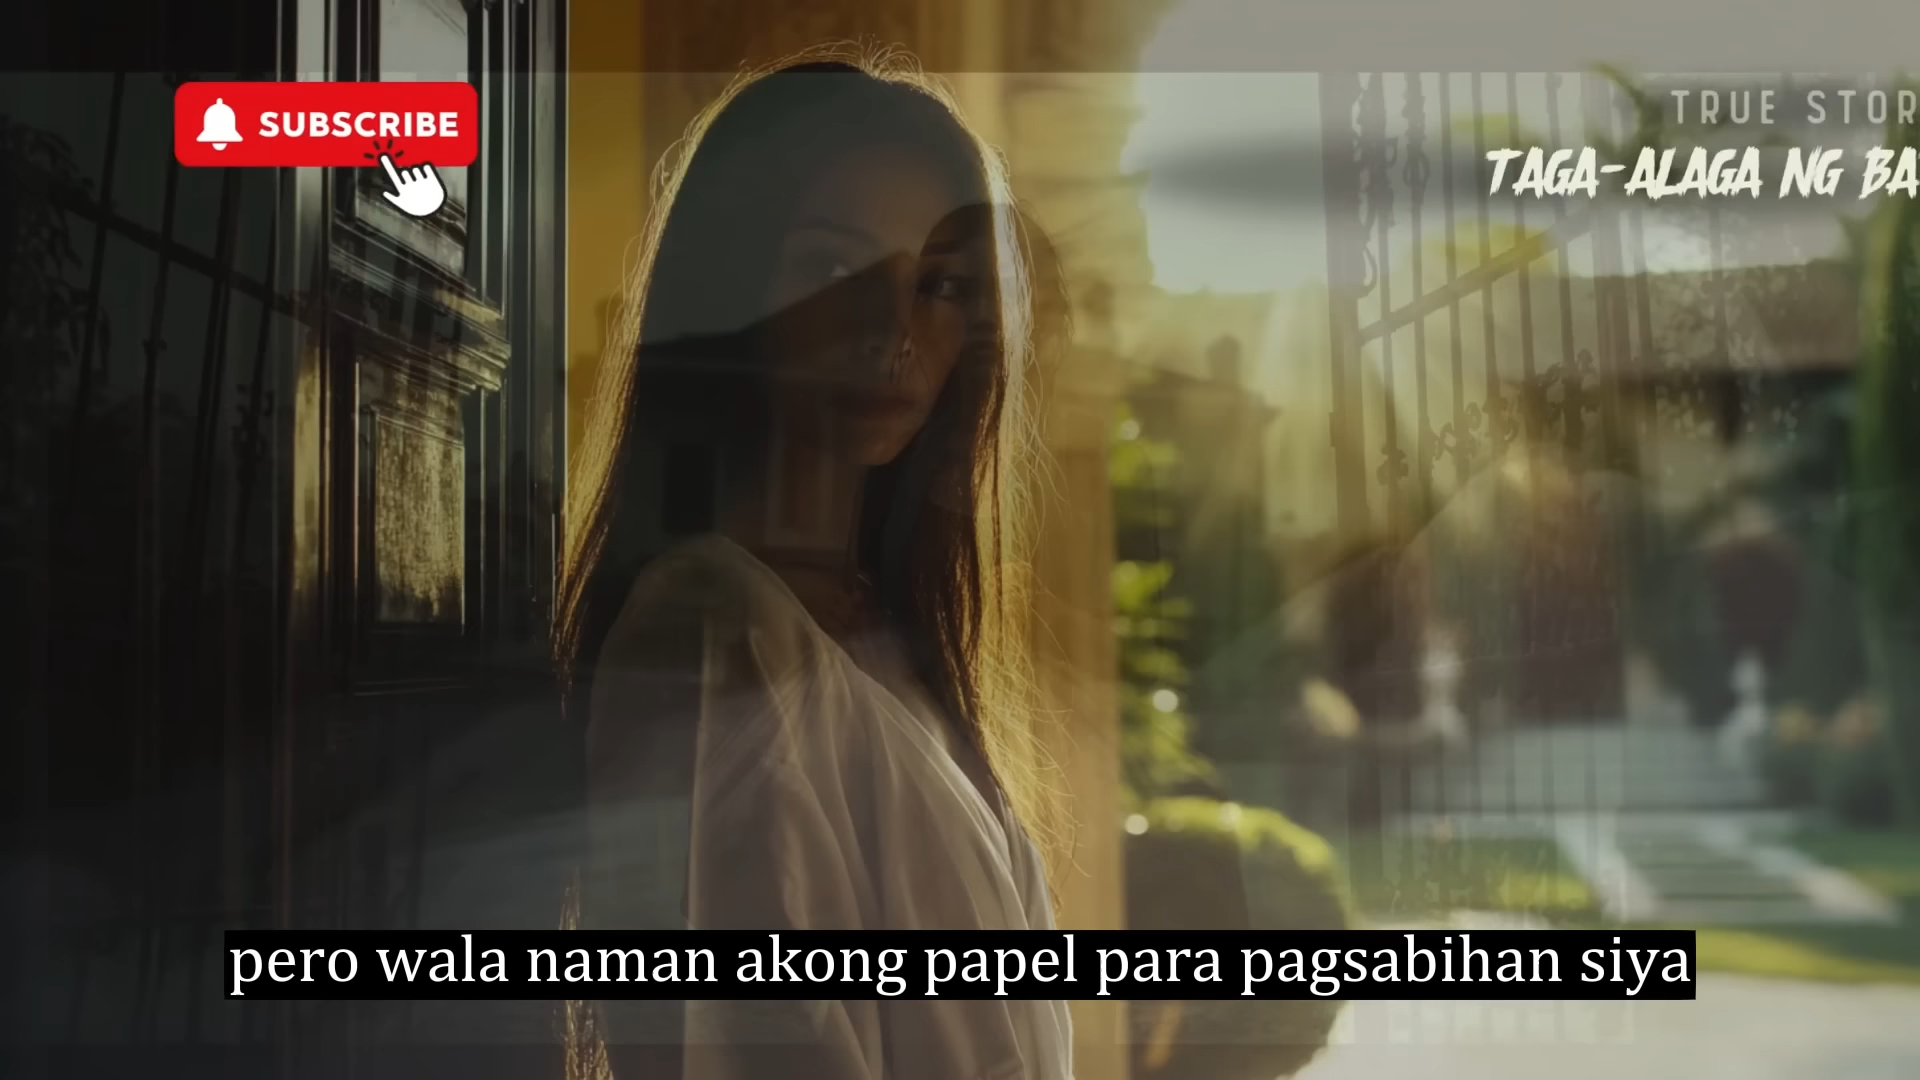 SUBSCRIBE
TRUE STOR
TAGA-ALAGA NG BA
pero wala naman akong papel para pagsabihan siya